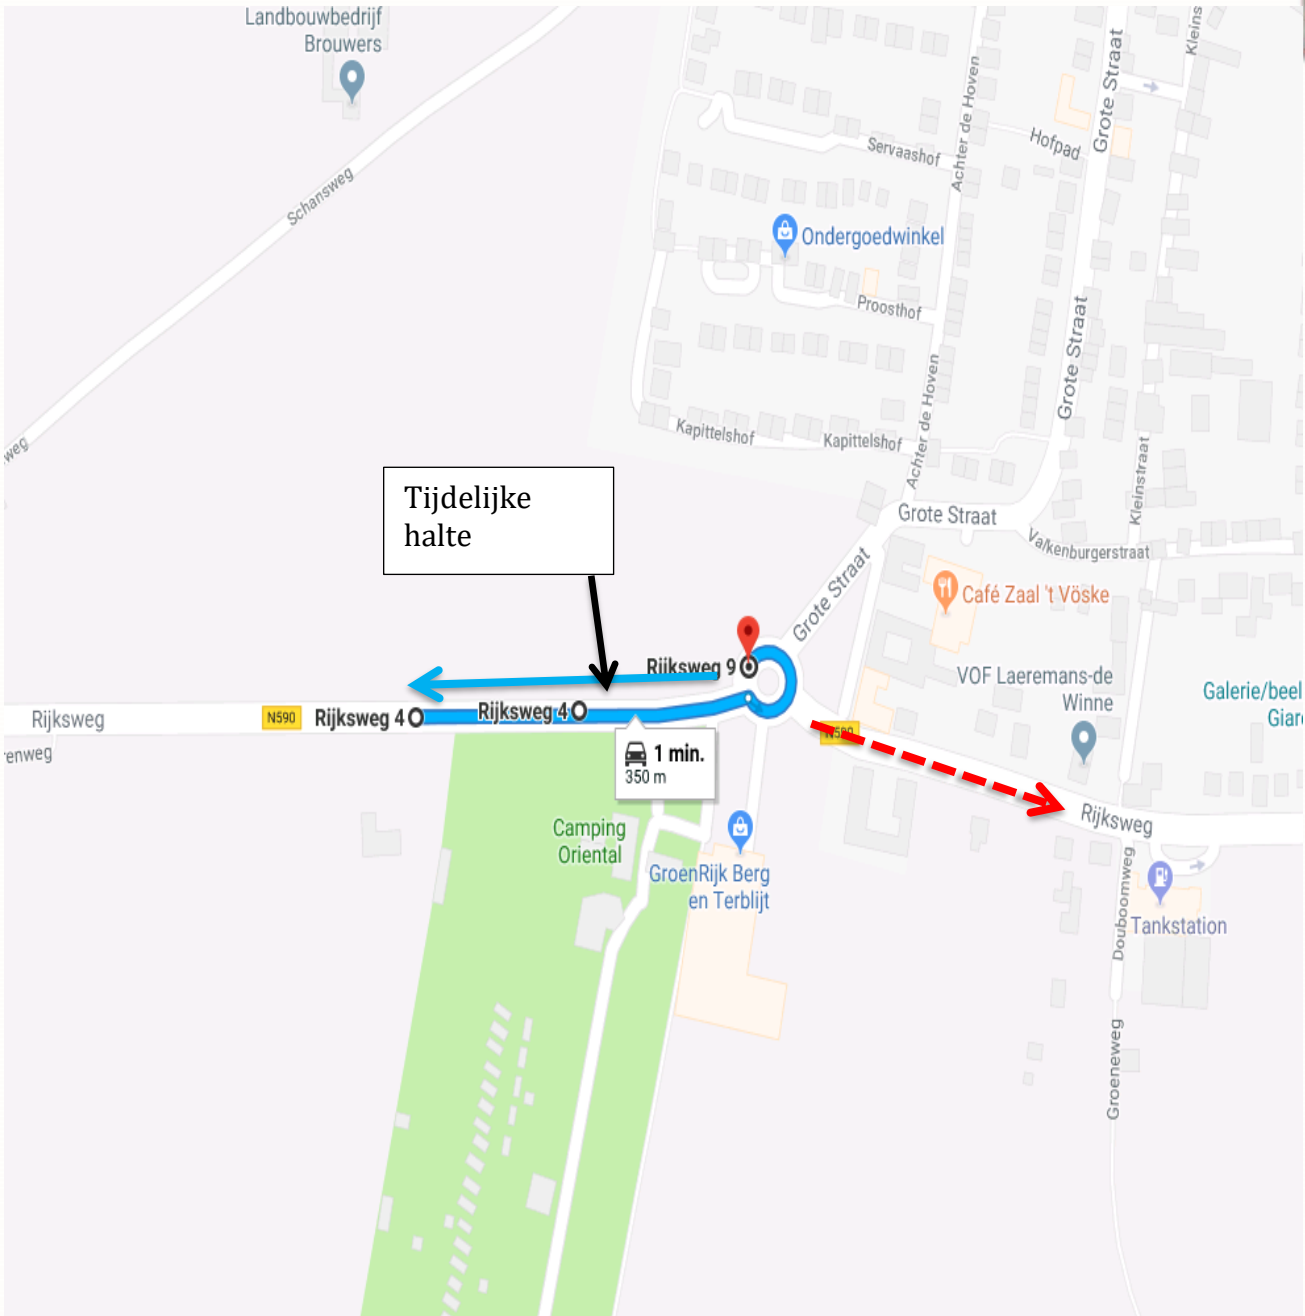 Landbouwbedrijf
Brouwers
Kleins
Grote Straat
Achter de Hoven
Hofpad
Servaashof
Schansweg
Ondergoedwinkel
Proosthof
Grote Straat
Achter de Hoven
Kapittelshof
Kapittelshof
weg
Kleinstraat
Tijdelijke
halte
Grote Straat
Valkenburgerstraat
Grote Straat
Café Zaal 't Vöske
Rijksweg 9
VOF Laeremans-de
Winne
Galerie/beel
Giar
Rijksweg
N590
Rijksweg 4
Rijksweg 4
N590
erenweg
1 min.
350 m
Rijksweg
Camping
Oriental
GroenRijk Berg
en Terblijt
Douboomweg
Tankstation
Groeneweg